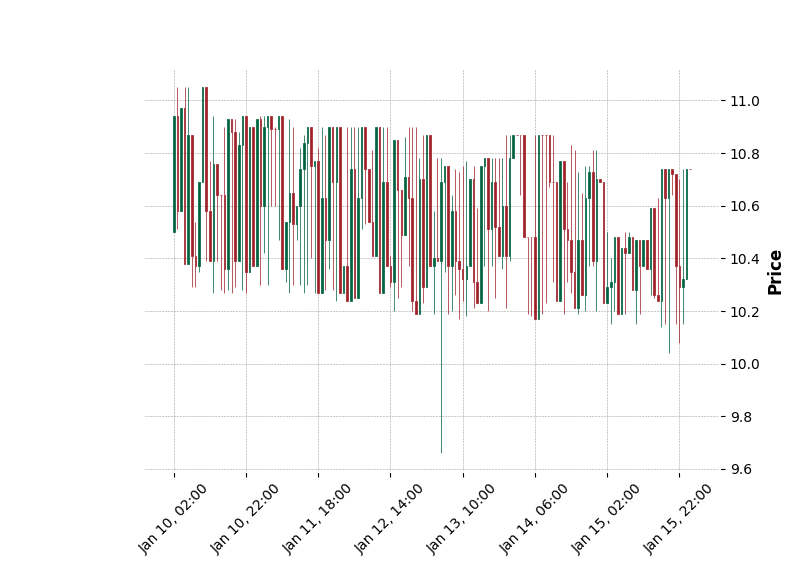 11.0
10.8
10.6
10.4
10.2
10.0
9.8
9.6
Price
Jan 10, 02:00
Jan 10, 22:00
Jan 11, 18:00
Jan 12, 14:00
Jan 13, 10:00
Jan 14, 06:00
Jan 15, 02:00
Jan 15, 22:00